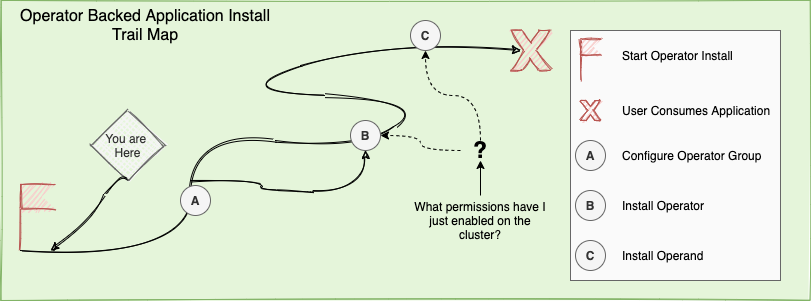 Operator Backed Application Install
Trail Map
You are
Here
A
B
C
?
What permissions have I
just enabled on the
cluster?
Start Operator Install
User Consumes Application
A Configure Operator Group
B Install Operator
C Install Operand